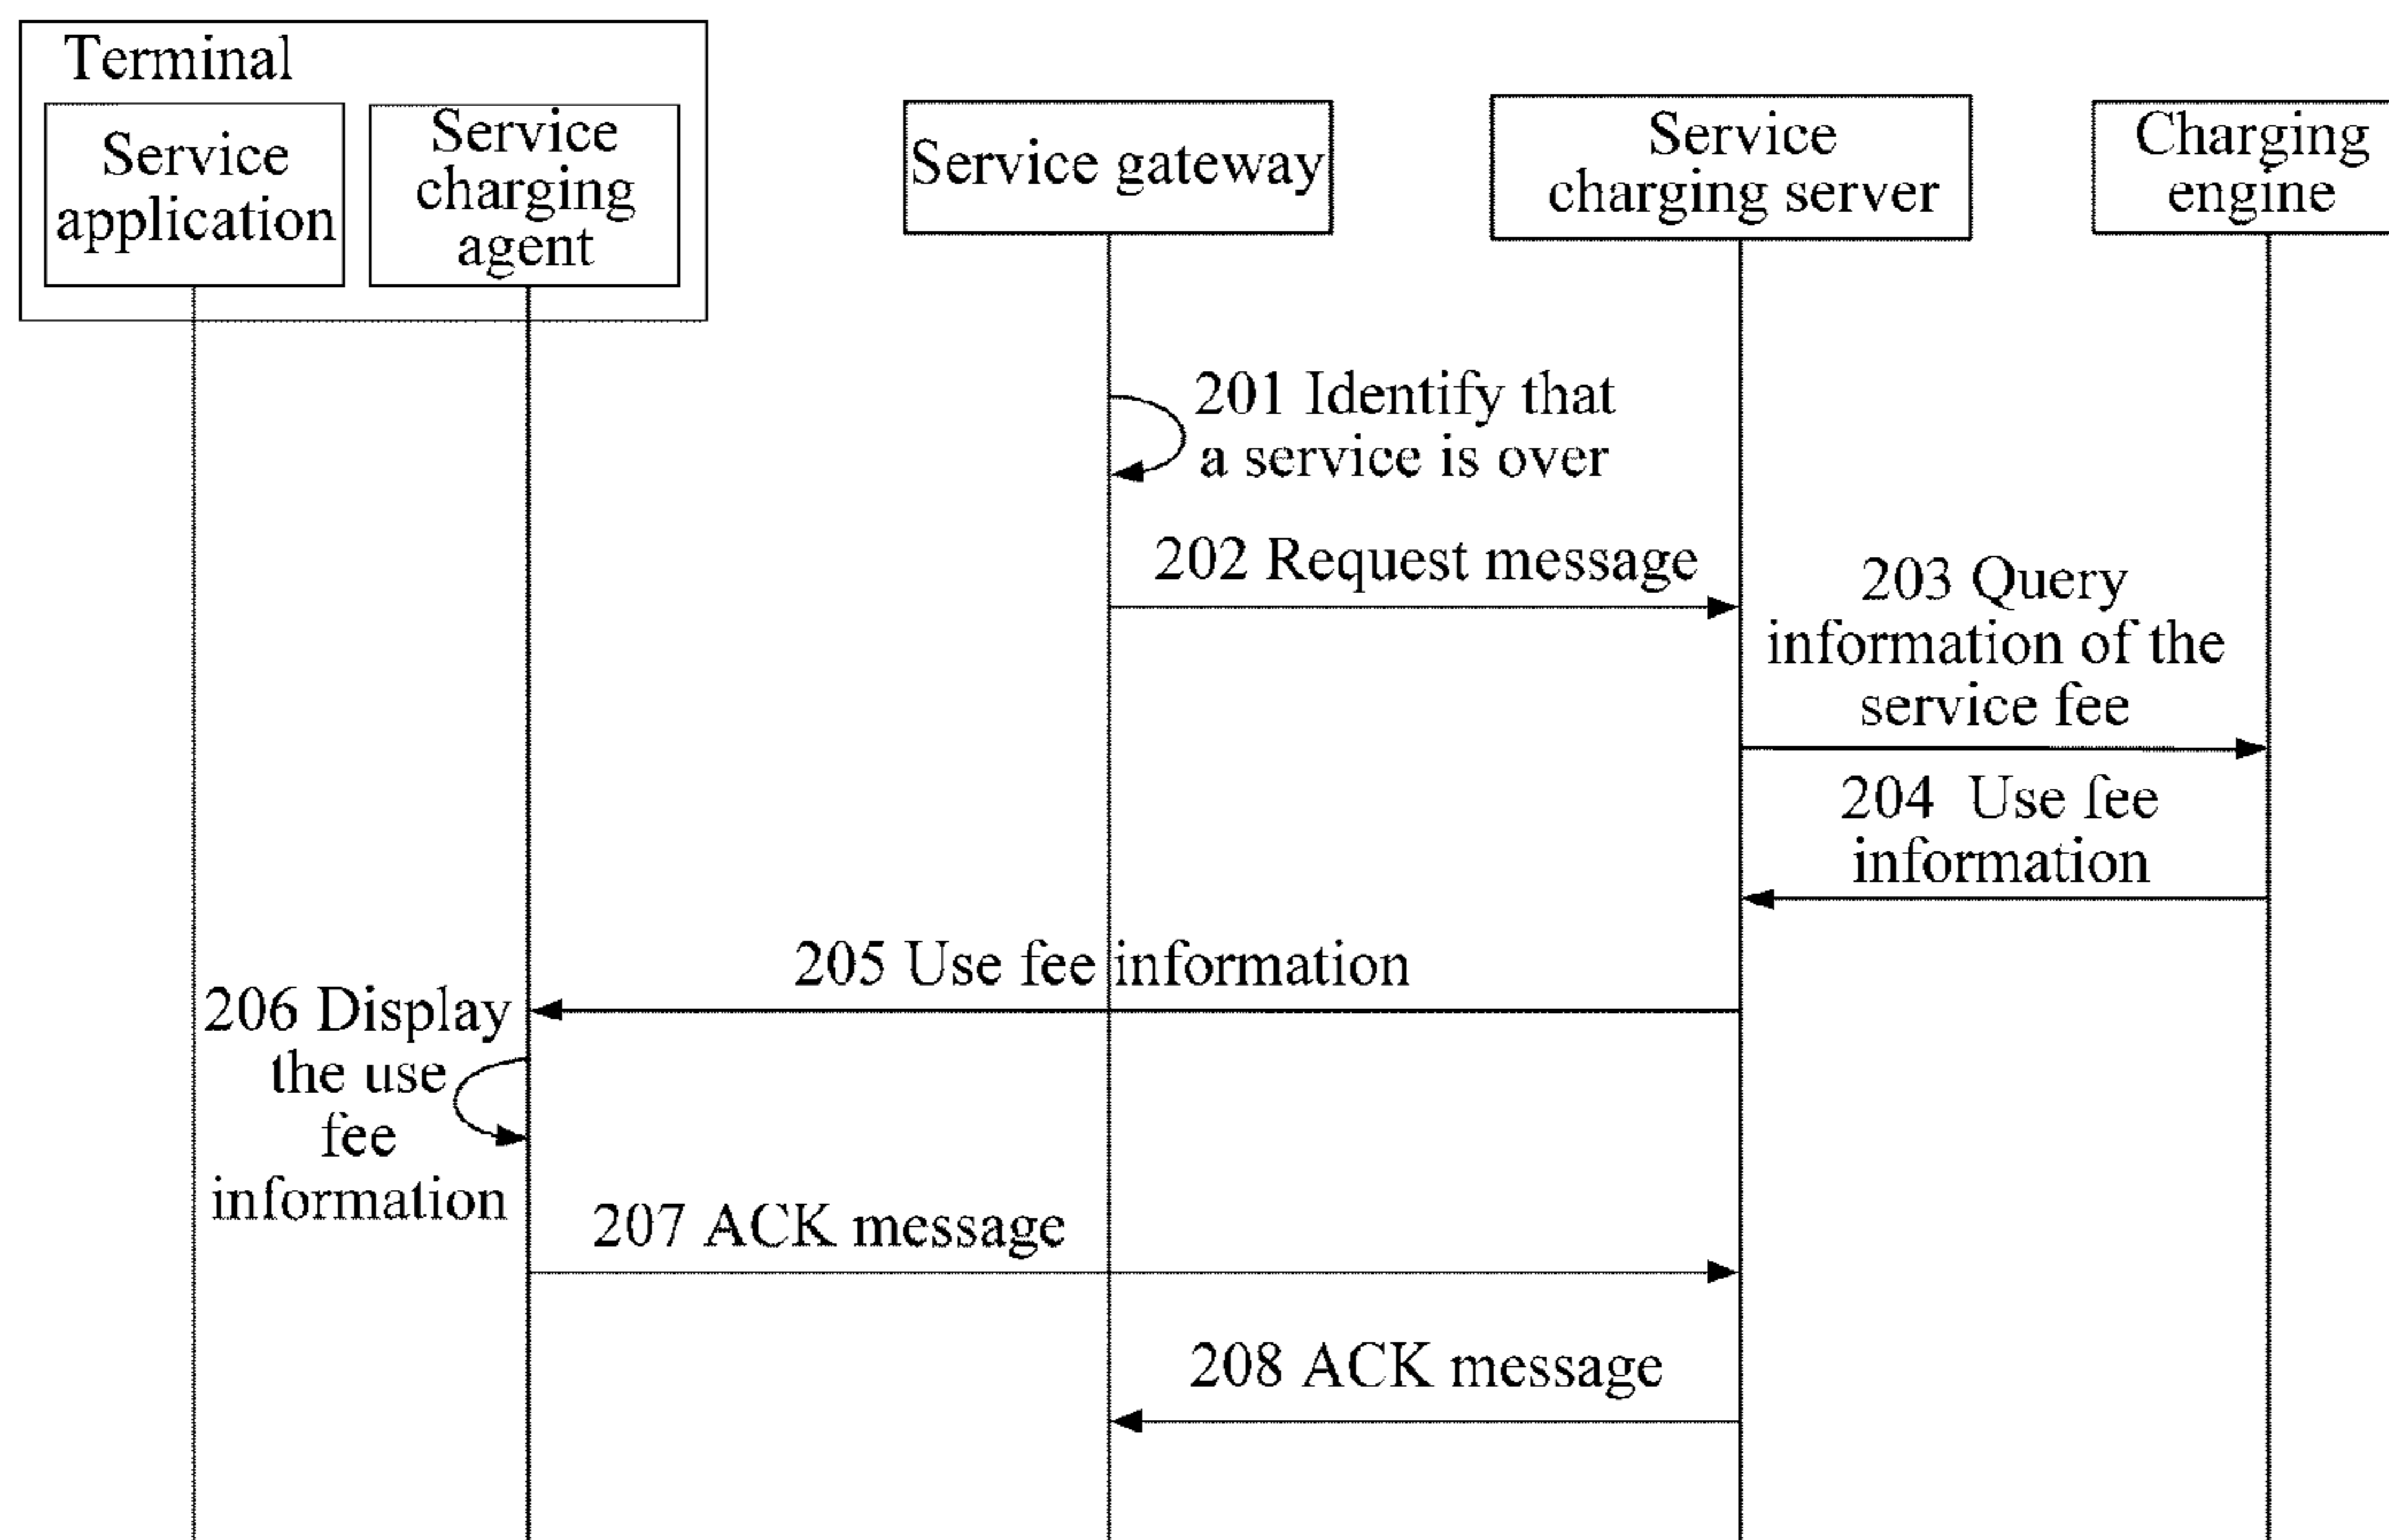 Terminal
Service
application
Service
charging
agent
Service gateway
Service
charging server
Charging
engine
201 Identify that
a service is over
202 Request message
203 Query
information of the
service fee
204 Use fee
information
205 Use fee information
206 Display
the use
fee
information
207 ACK message
208 ACK message